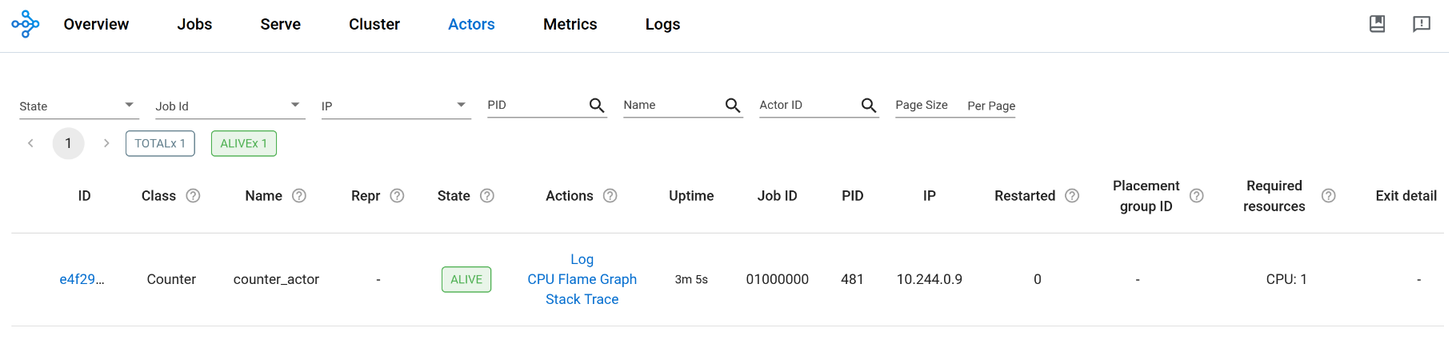 Overview Jobs Serve Cluster Actors Metrics Logs
State Job Id IP PID Name Actor ID Page Size Per Page
1 TOTALx 1 ALIVEx 1
ID Class Name Repr State Actions Uptime Job ID PID IP Restarted Placement group ID Required resources Exit detail
e4f29... Counter counter_actor - ALIVE Log 3m 5s 01000000 481 10.244.0.9 0 - CPU: 1 -
CPU Flame Graph
Stack Trace